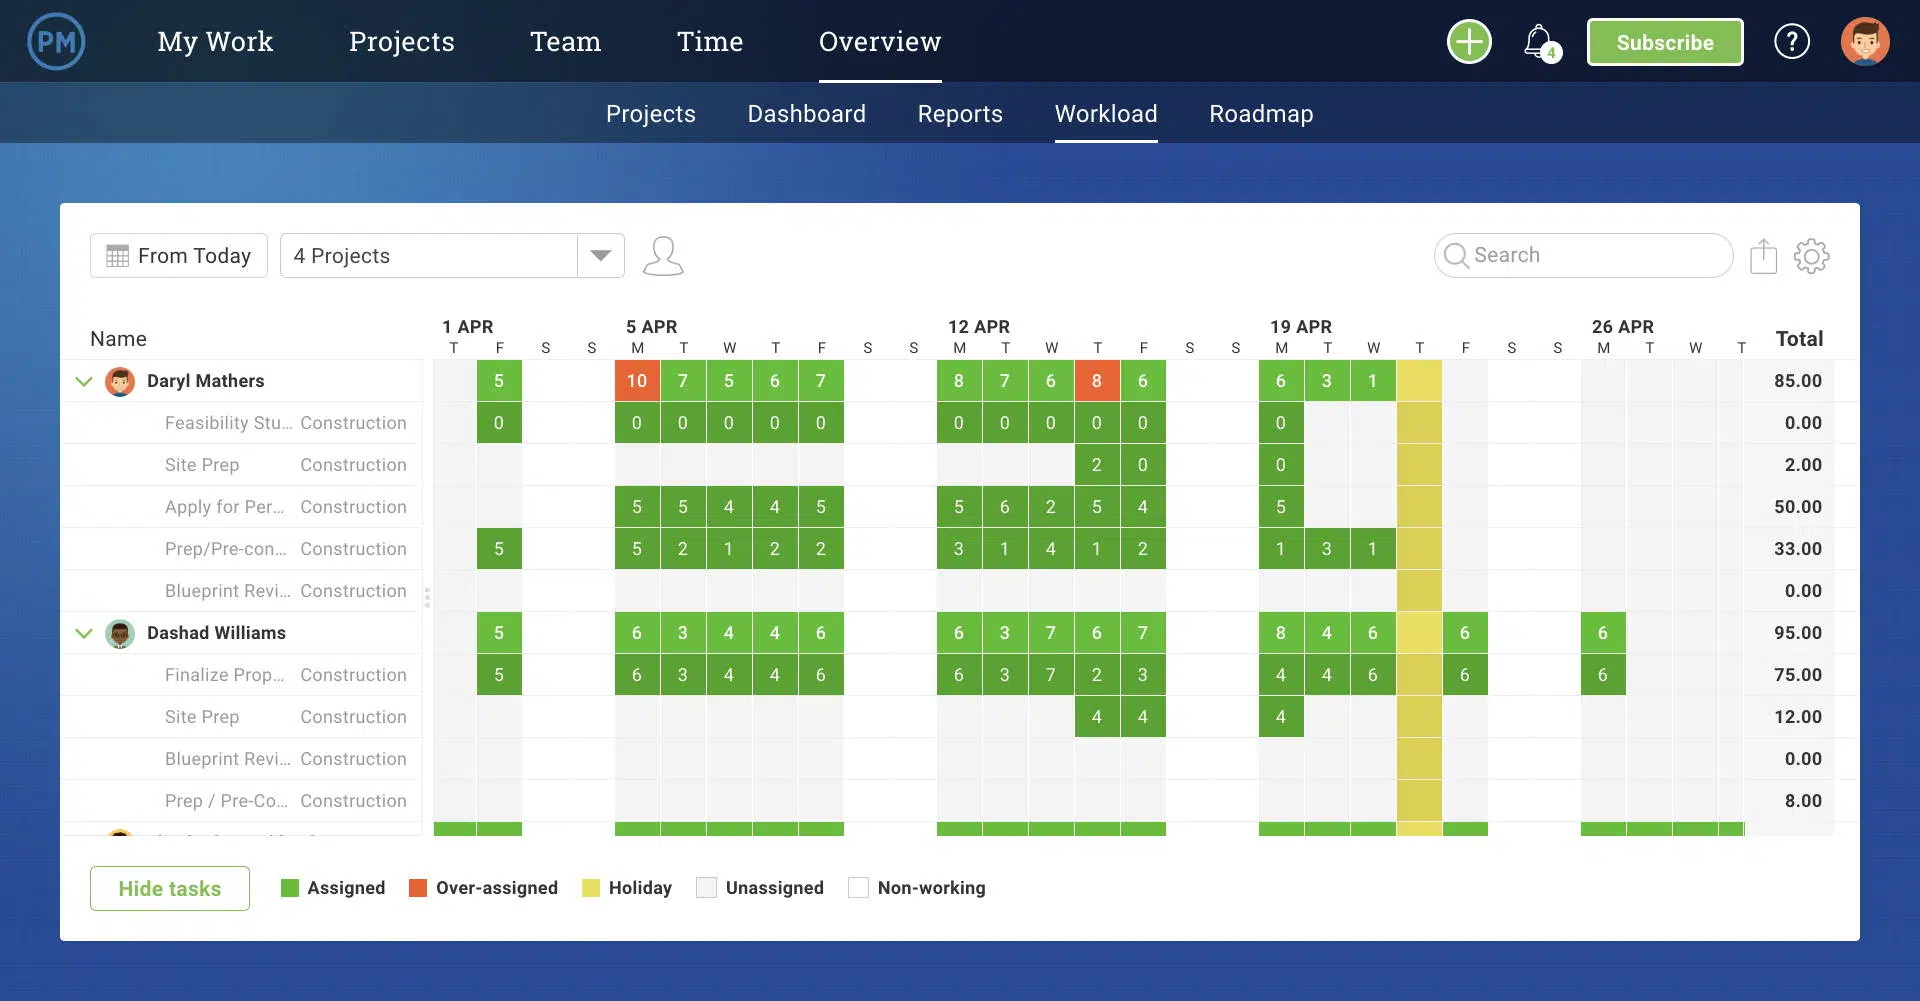 PM My Work Projects Team Time Overview 4 Subscribe ?
Projects Dashboard Reports Workload Roadmap
From Today 4 Projects Search
1 APR 5 APR 12 APR 19 APR 26 APR
Name T F S S M T W T F S S M T W T F S S M T W T F S S M T W T Total
Daryl Mathers 5 10 7 5 6 7 8 7 6 8 6 6 3 1 85.00
Feasibility Stu... Construction 0 0 0 0 0 0 0 0 0 0 0 0 0.00
Site Prep Construction 2 0 0 2.00
Apply for Per... Construction 5 5 4 4 5 5 6 2 5 4 5 50.00
Prep/Pre-con... Construction 5 5 2 1 2 2 3 1 4 1 2 1 3 1 33.00
Blueprint Revi... Construction 0.00
Dashad Williams 5 6 3 4 4 6 6 3 7 6 7 8 4 6 6 6 95.00
Finalize Prop... Construction 5 6 3 4 4 6 6 3 7 2 3 4 4 6 6 6 75.00
Site Prep Construction 4 4 4 12.00
Blueprint Revi... Construction 0.00
Prep / Pre-Co... Construction 8.00
Hide tasks Assigned Over-assigned Holiday Unassigned Non-working